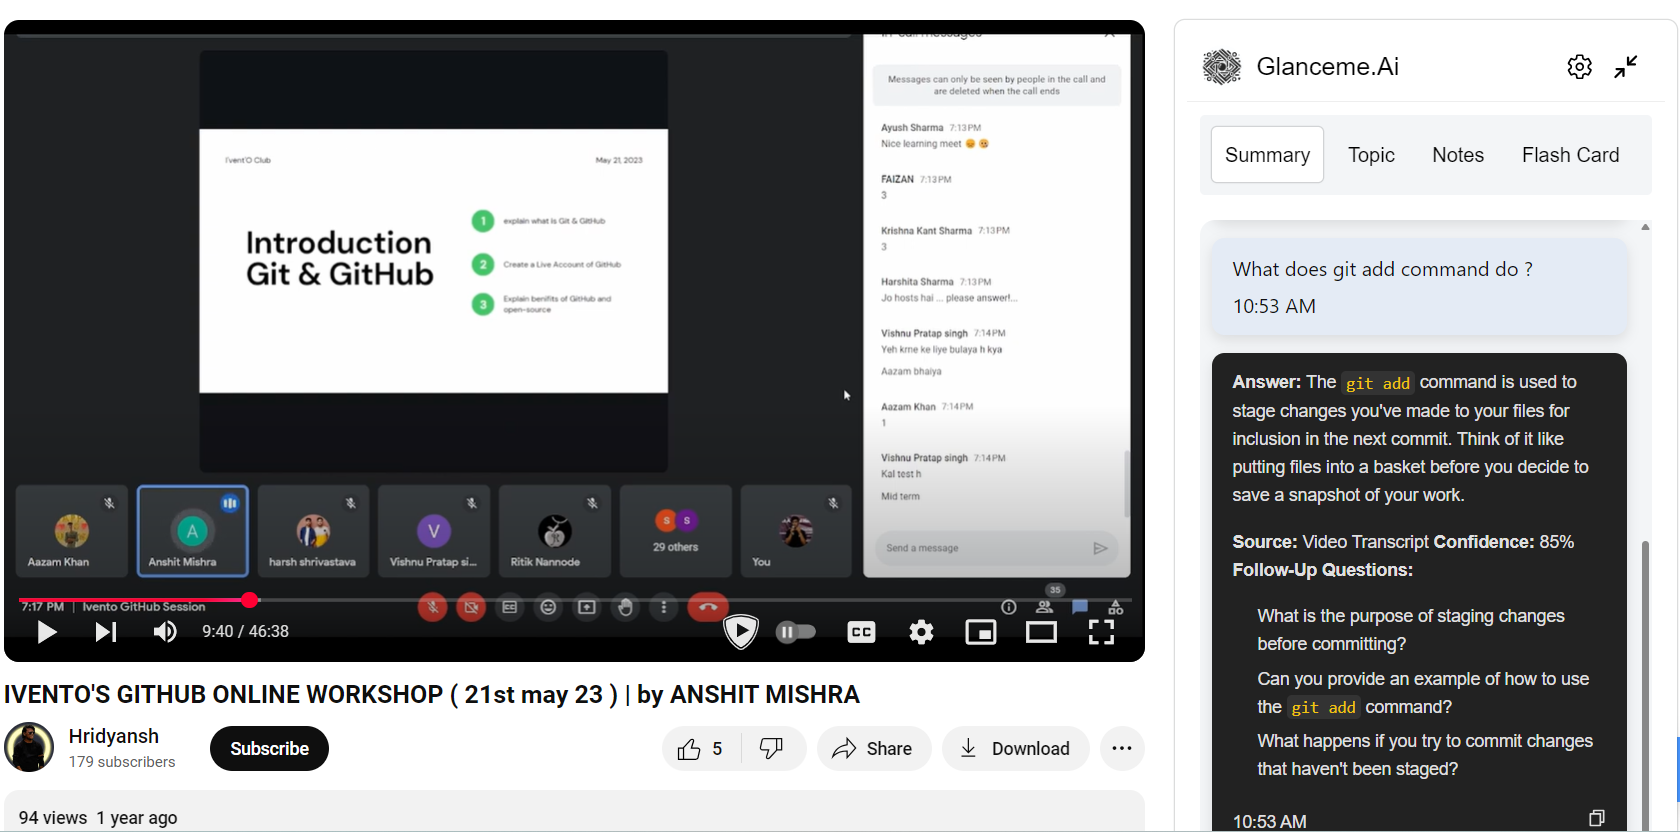 In-call messages
Messages can only be seen by people in the call and
are deleted when the call ends
Ayush Sharma 7:13 PM
Nice learning meet 😊 😊
FAIZAN 7:13 PM
3
Krishna Kant Sharma 7:13 PM
3
Harshita Sharma 7:13 PM
Jo hosts hai ... please answer!...
Vishnu Pratap singh 7:14 PM
Yeh krne ke liye bulaya h kya
Aazam bhaiya
Aazam Khan 7:14 PM
1
Vishnu Pratap singh 7:14 PM
Kal test h
Mid term
Send a message
I'vent'O Club
May 21, 2023
Introduction
Git & GitHub
1 explain what is Git & GitHub
2 Create a Live Account of GitHub
3 Explain benifits of GitHub and
open-source
Aazam Khan
A
Anshit Mishra
harsh shrivastava
V
Vishnu Pratap si...
Ritik Nannode
S S
29 others
You
7:17 PM | Ivento GitHub Session
35
9:40 / 46:38
CC
IVENTO'S GITHUB ONLINE WORKSHOP ( 21st may 23 ) | by ANSHIT MISHRA
Hridyansh
179 subscribers
Subscribe
5
Share
Download
94 views 1 year ago
Glanceme.Ai
Summary Topic Notes Flash Card
What does git add command do ?
10:53 AM
Answer: The git add command is used to
stage changes you've made to your files for
inclusion in the next commit. Think of it like
putting files into a basket before you decide to
save a snapshot of your work.
Source: Video Transcript Confidence: 85%
Follow-Up Questions:
What is the purpose of staging changes
before committing?
Can you provide an example of how to use
the git add command?
What happens if you try to commit changes
that haven't been staged?
10:53 AM